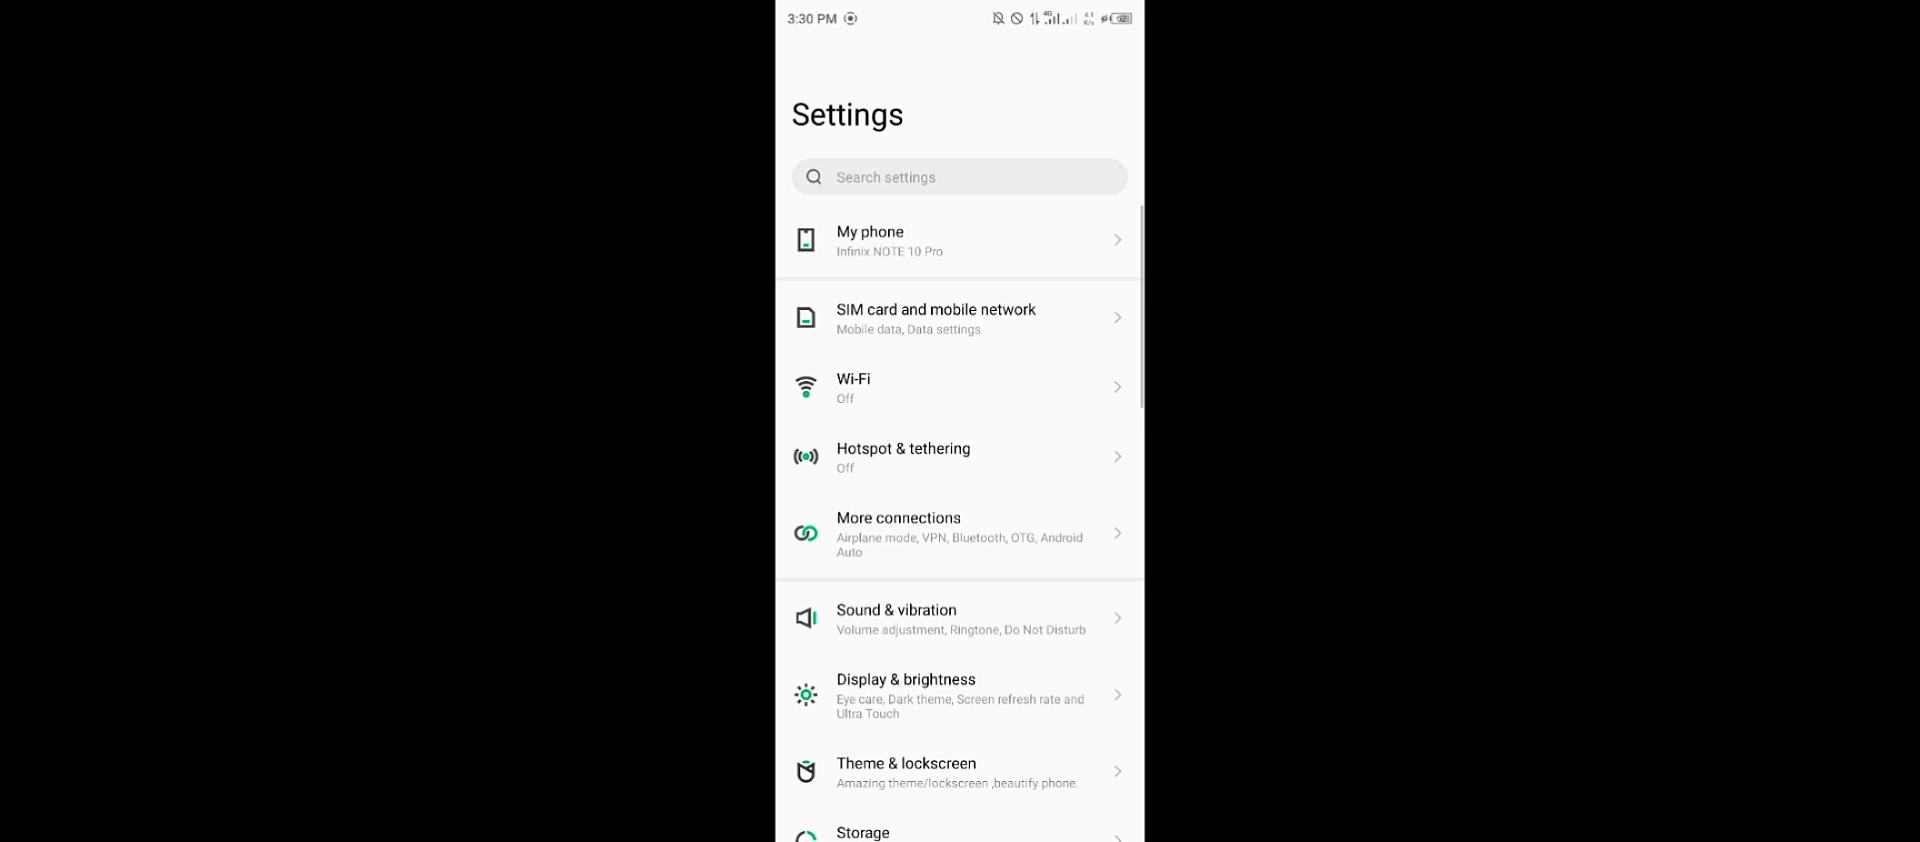 3:30 PM
4G
4.1
K/s
Settings
Search settings
My phone
Infinix NOTE 10 Pro
SIM card and mobile network
Mobile data, Data settings
Wi-Fi
Off
Hotspot & tethering
Off
More connections
Airplane mode, VPN, Bluetooth, OTG, Android
Auto
Sound & vibration
Volume adjustment, Ringtone, Do Not Disturb
Display & brightness
Eye care, Dark theme, Screen refresh rate and
Ultra Touch
Theme & lockscreen
Amazing theme/lockscreen ,beautify phone.
Storage